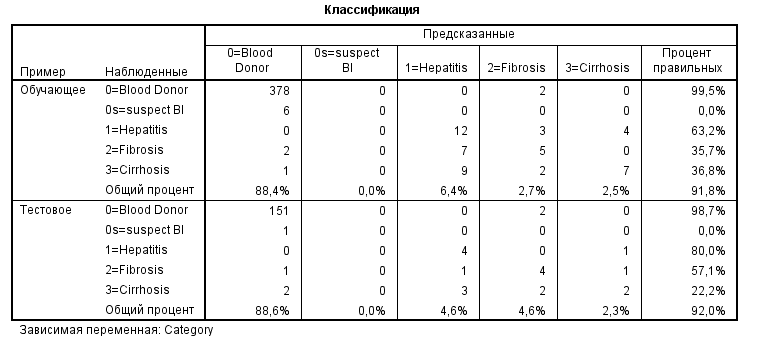 Классификация
Предсказанные
Пример Наблюденные 0=Blood Donor 0s=suspect Bl 1=Hepatitis 2=Fibrosis 3=Cirrhosis Процент правильных
Обучающее 0=Blood Donor 378 0 0 2 0 99,5%
0s=suspect Bl 6 0 0 0 0 0,0%
1=Hepatitis 0 0 12 3 4 63,2%
2=Fibrosis 2 0 7 5 0 35,7%
3=Cirrhosis 1 0 9 2 7 36,8%
Общий процент 88,4% 0,0% 6,4% 2,7% 2,5% 91,8%
Тестовое 0=Blood Donor 151 0 0 2 0 98,7%
0s=suspect Bl 1 0 0 0 0 0,0%
1=Hepatitis 0 0 4 0 1 80,0%
2=Fibrosis 1 0 1 4 1 57,1%
3=Cirrhosis 2 0 3 2 2 22,2%
Общий процент 88,6% 0,0% 4,6% 4,6% 2,3% 92,0%
Зависимая переменная: Category